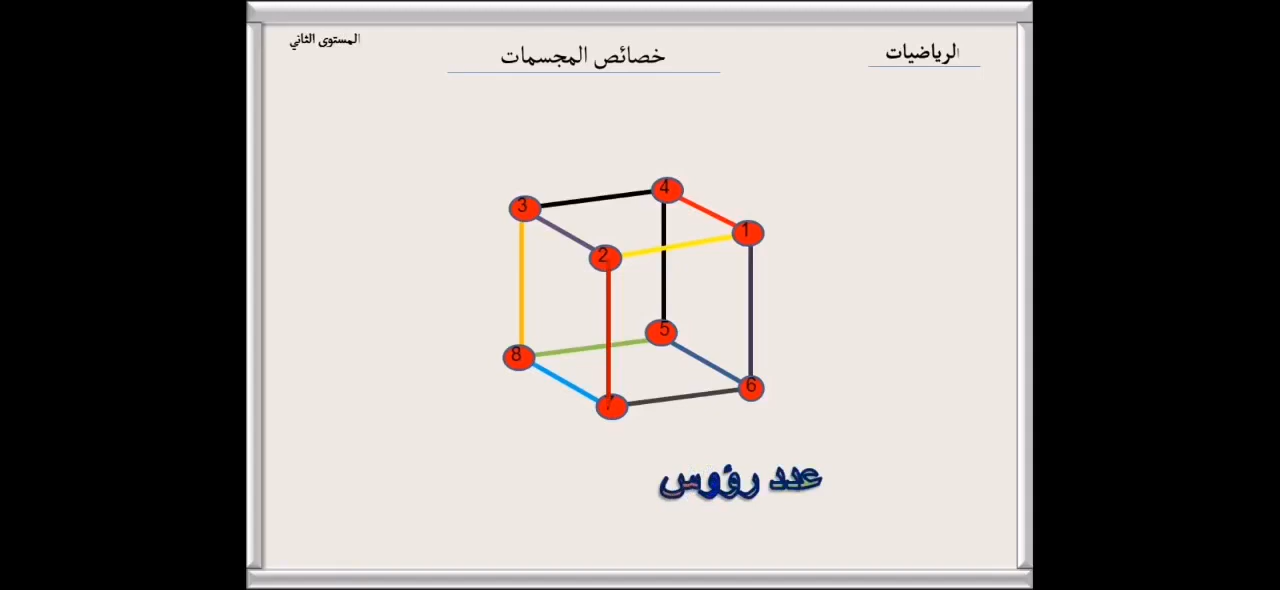 الرياضيات
خصائص المجسمات
المستوى الثاني
4
3
1
2
5
8
6
7
عدد رؤوس